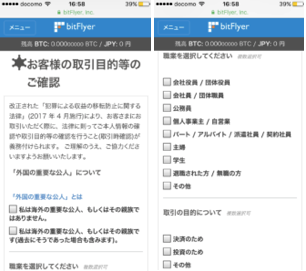 docomo 16:58 39%
bitFlyer, Inc.
メニュー bitFlyer
残高 BTC: 0.00000000 BTC / JPY: 0 円
お客様の取引目的等の
ご確認
改正された「犯罪による収益の移転防止に関する
法律」(2017 年 4 月施行)により、お客さまにお
取引いただく際に、法律に則ってご本人情報の確
認や取引目的等の確認を行うこと(取引時確認)が
義務付けられます。 ご理解のうえ、ご協力くださ
いますようお願いいたします。
「外国の重要な公人」について
「外国の重要な公人」とは
私は海外の重要な公人、もしくはその親族で
はありません。
私は海外の重要な公人、もしくはその親族で
す(過去にそうであった場合も含みます)。
職業を選択してください 複数選択可
docomo 16:58 39%
bitFlyer, Inc.
メニュー bitFlyer
残高 BTC: 0.00000000 BTC / JPY: 0 円
職業を選択してください 複数選択可
会社役員 / 団体役員
会社員 / 団体職員
公務員
個人事業主 / 自営業
パート / アルバイト / 派遣社員 / 契約社員
主婦
学生
退職された方 / 無職の方
その他
取引の目的について 複数選択可
決済のため
投資のため
その他